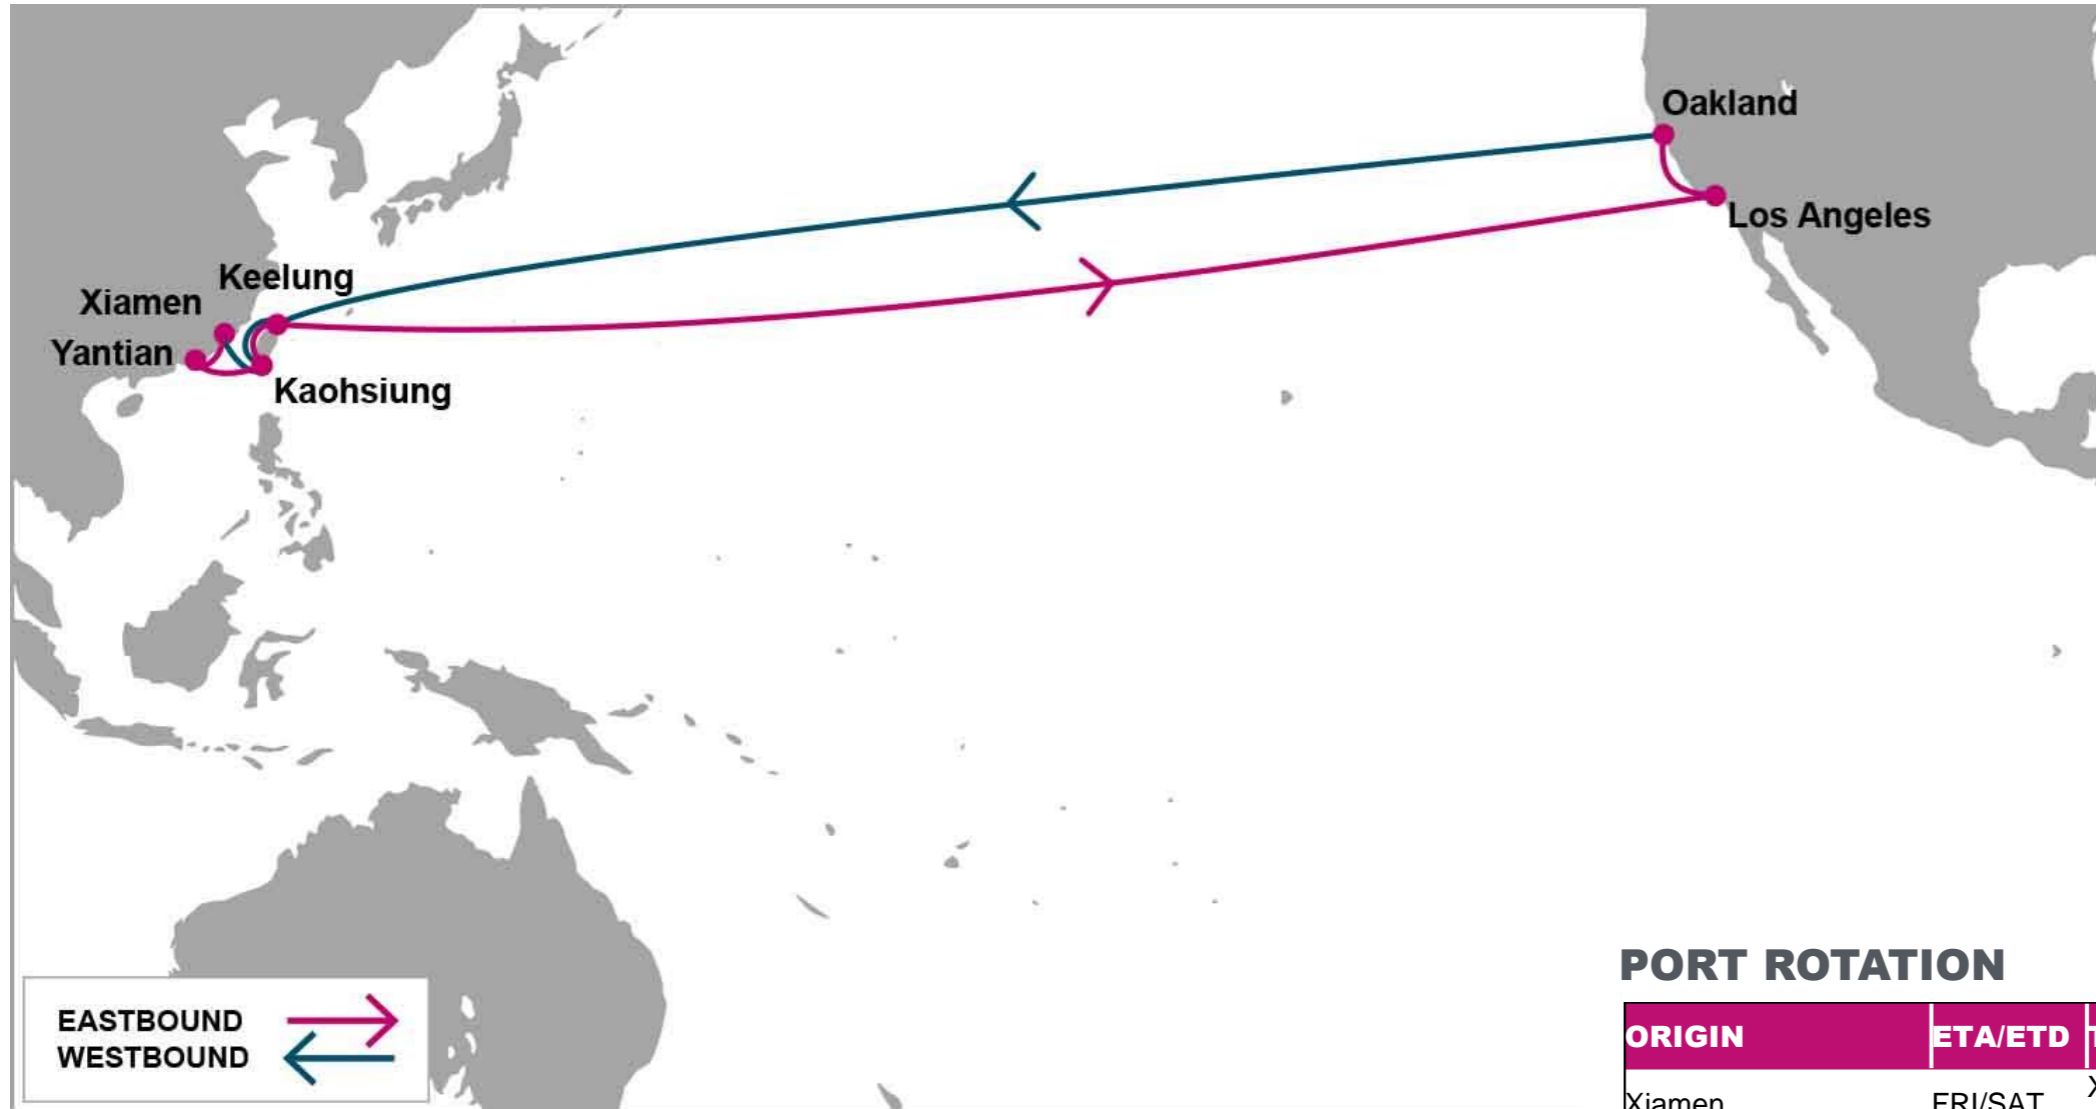 Oakland
Los Angeles
Keelung
Xiamen
Yantian
Kaohsiung
EASTBOUND
WESTBOUND
PORT ROTATION
ORIGIN ETA/ETD
Xiamen FRI/SAT X